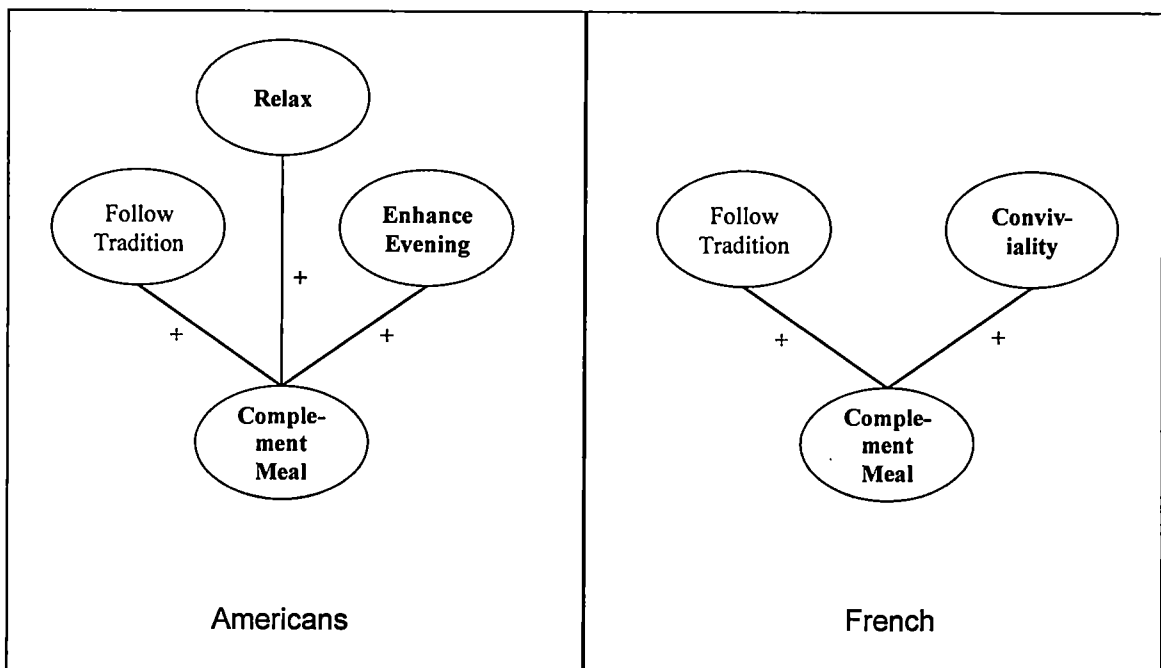 Relax
Follow
Tradition
Enhance
Evening
+
+
+
Comple-
ment
Meal
Americans
Follow
Tradition
Conviv-
iality
+
+
Comple-
ment
Meal
French